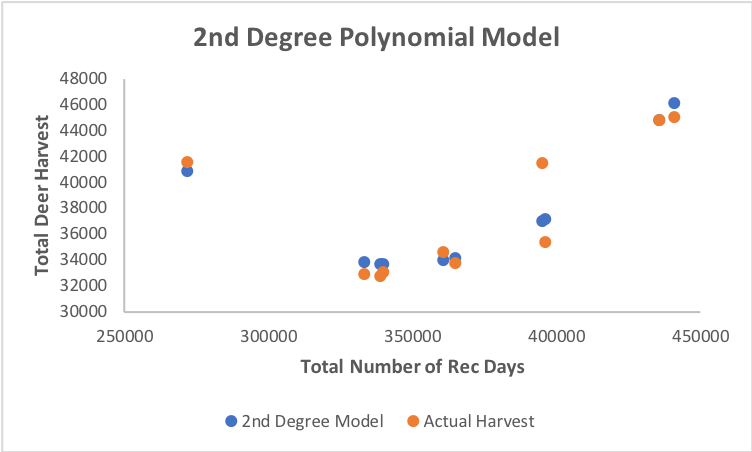 2nd Degree Polynomial Model
Total Deer Harvest
48000
46000
44000
42000
40000
38000
36000
34000
32000
30000
250000 300000 350000 400000 450000
Total Number of Rec Days
2nd Degree Model Actual Harvest